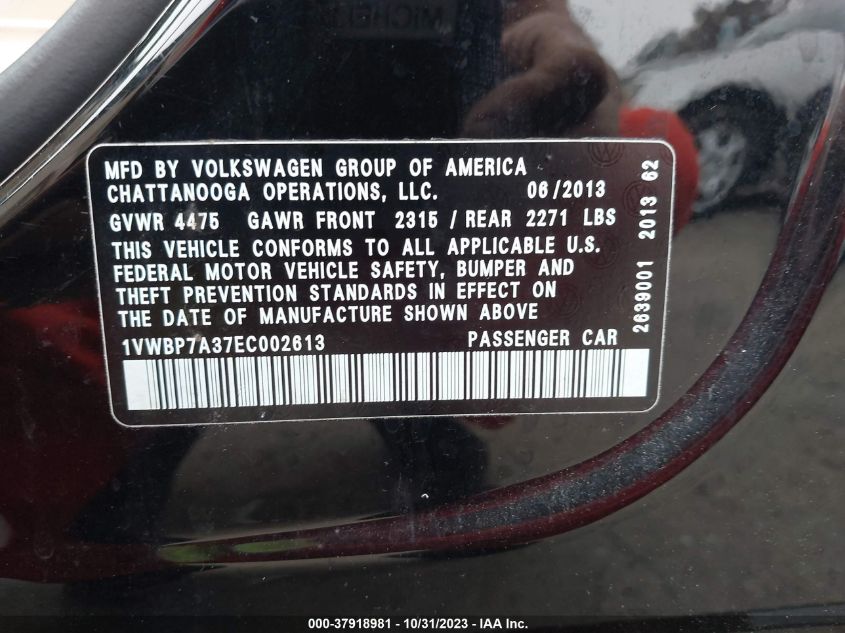 MFD BY VOLKSWAGEN GROUP OF AMERICA
CHATTANOOGA OPERATIONS, LLC. 06/2013
GVWR 4475 GAWR FRONT 2315 / REAR 2271 LBS
THIS VEHICLE CONFORMS TO ALL APPLICABLE U.S.
FEDERAL MOTOR VEHICLE SAFETY, BUMPER AND
THEFT PREVENTION STANDARDS IN EFFECT ON
THE DATE OF MANUFACTURE SHOWN ABOVE
1VWBP7A37EC002613 PASSENGER CAR
2639001 2013 62
000-37918981 - 10/31/2023 - IAA Inc.